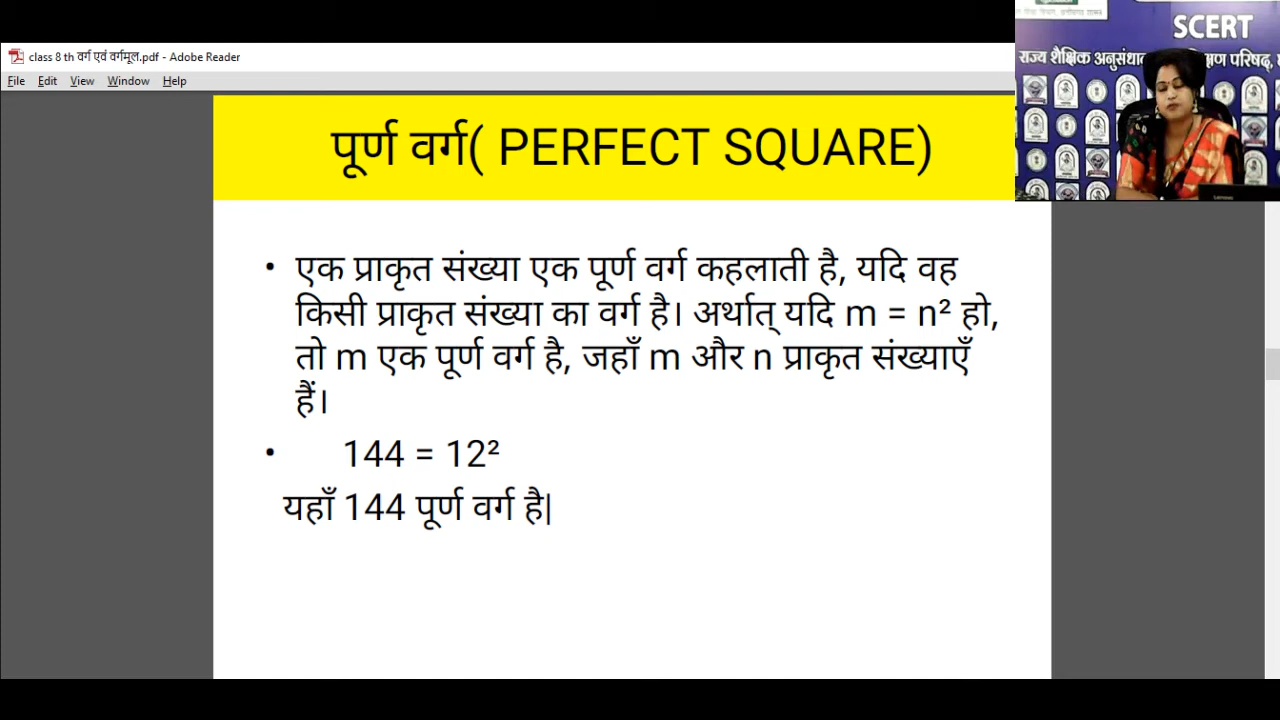 SCERT
राज्य शैक्षिक अनुसंधान
परिषद,
class 8 th वर्ग एवं वर्गमूल.pdf - Adobe Reader
File Edit View Window Help
पूर्ण वर्ग( PERFECT SQUARE)
• एक प्राकृत संख्या एक पूर्ण वर्ग कहलाती है, यदि वह
किसी प्राकृत संख्या का वर्ग है। अर्थात् यदि m = n² हो,
तो m एक पूर्ण वर्ग है, जहाँ m और n प्राकृत संख्याएँ
हैं।
• 144 = 12²
यहाँ 144 पूर्ण वर्ग है|